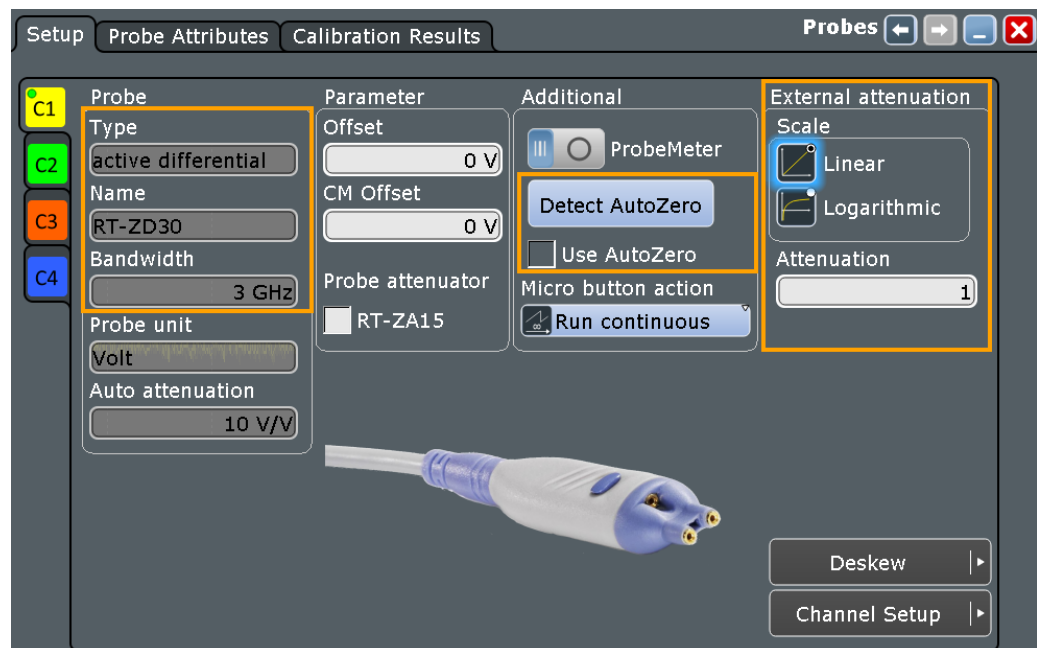 Setup Probe Attributes Calibration Results Probes
C1
C2
C3
C4
Probe
Type
active differential
Name
RT-ZD30
Bandwidth
3 GHz
Probe unit
Volt
Auto attenuation
10 V/V
Parameter
Offset
0 V
CM Offset
0 V
Probe attenuator
RT-ZA15
Additional
ProbeMeter
Detect AutoZero
Use AutoZero
Micro button action
Run continuous
External attenuation
Scale
Linear
Logarithmic
Attenuation
1
Deskew
Channel Setup